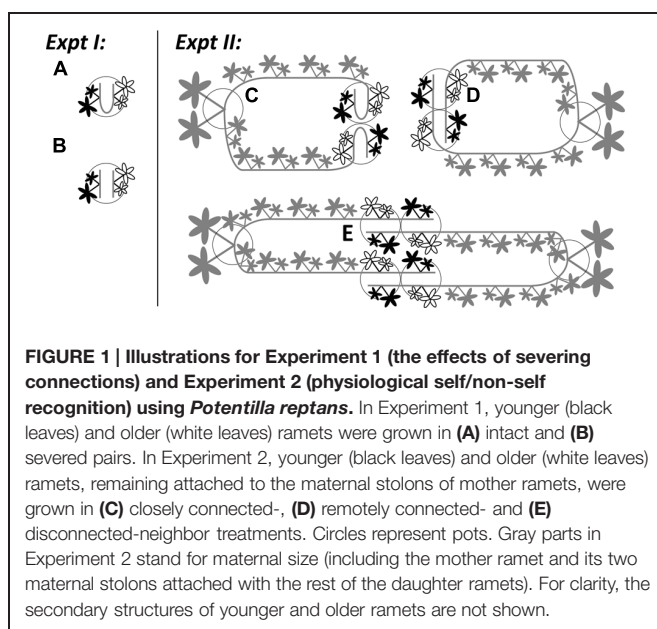 Expt I:
Expt II:
A
B
C
D
E
FIGURE 1 | Illustrations for Experiment 1 (the effects of severing
connections) and Experiment 2 (physiological self/non-self
recognition) using Potentilla reptans. In Experiment 1, younger (black
leaves) and older (white leaves) ramets were grown in (A) intact and (B)
severed pairs. In Experiment 2, younger (black leaves) and older (white leaves)
ramets, remaining attached to the maternal stolons of mother ramets, were
grown in (C) closely connected-, (D) remotely connected- and (E)
disconnected-neighbor treatments. Circles represent pots. Gray parts in
Experiment 2 stand for maternal size (including the mother ramet and its two
maternal stolons attached with the rest of the daughter ramets). For clarity, the
secondary structures of younger and older ramets are not shown.